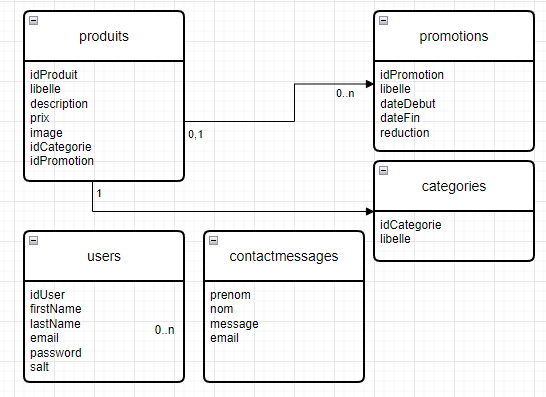 produits
idProduit
libelle
description
prix
image
idCategorie
idPromotion
0,1
0..n
promotions
idPromotion
libelle
dateDebut
dateFin
reduction
1
categories
idCategorie
libelle
users
idUser
firstName
lastName
email
password
salt
0..n
contactmessages
prenom
nom
message
email